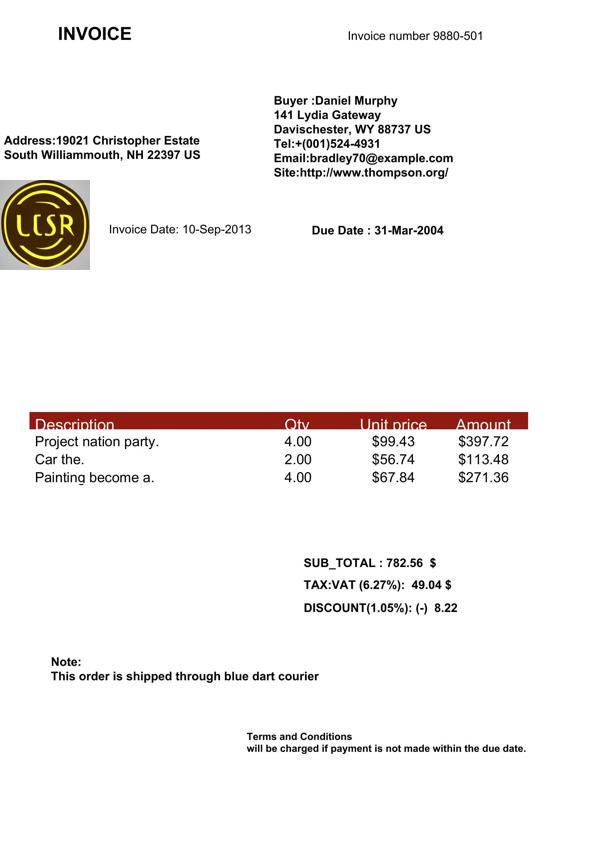 INVOICE
Invoice number 9880-501
Buyer :Daniel Murphy
141 Lydia Gateway
Davischester, WY 88737 US
Tel:+(001)524-4931
Email:bradley70@example.com
Site:http://www.thompson.org/
Address:19021 Christopher Estate
South Williammouth, NH 22397 US
LCSR
Invoice Date: 10-Sep-2013
Due Date : 31-Mar-2004
Description Qty Unit price Amount
Project nation party. 4.00 $99.43 $397.72
Car the. 2.00 $56.74 $113.48
Painting become a. 4.00 $67.84 $271.36
SUB_TOTAL : 782.56 $
TAX:VAT (6.27%): 49.04 $
DISCOUNT(1.05%): (-) 8.22
Note:
This order is shipped through blue dart courier
Terms and Conditions
will be charged if payment is not made within the due date.